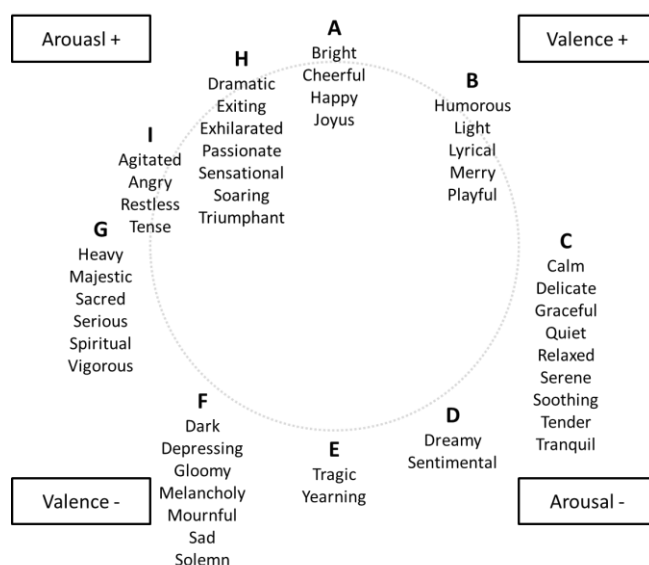 Arouasl +
Valence +
A
Bright
Cheerful
Happy
Joyus
H
Dramatic
Exiting
Exhilarated
Passionate
Sensational
Soaring
Triumphant
B
Humorous
Light
Lyrical
Merry
Playful
I
Agitated
Angry
Restless
Tense
G
Heavy
Majestic
Sacred
Serious
Spiritual
Vigorous
C
Calm
Delicate
Graceful
Quiet
Relaxed
Serene
Soothing
Tender
Tranquil
F
Dark
Depressing
Gloomy
Melancholy
Mournful
Sad
Solemn
E
Tragic
Yearning
D
Dreamy
Sentimental
Valence -
Arousal -